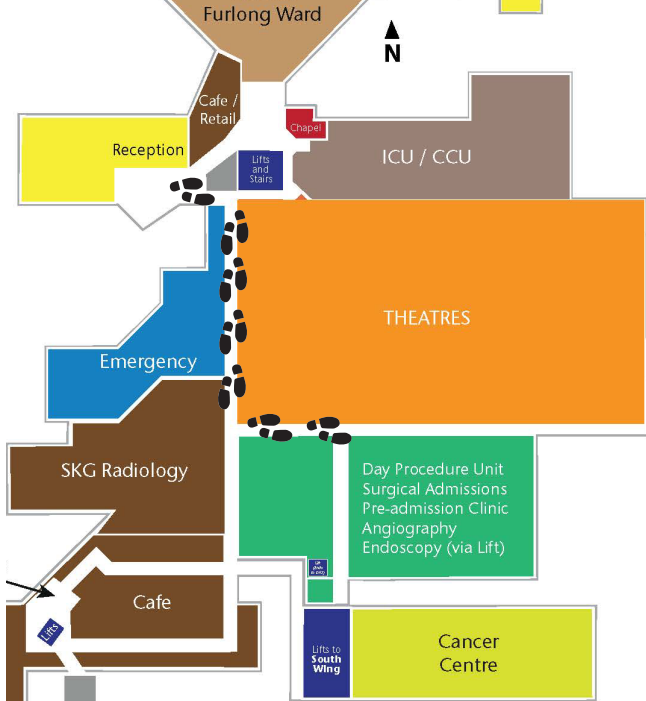 Furlong Ward
N
Cafe /
Retail
Chapel
Reception
Lifts
and
Stairs
ICU / CCU
THEATRES
Emergency
SKG Radiology
Day Procedure Unit
Surgical Admissions
Pre-admission Clinic
Angiography
Endoscopy (via Lift)
Cafe
Lifts
Lifts to
South
Wing
Cancer
Centre